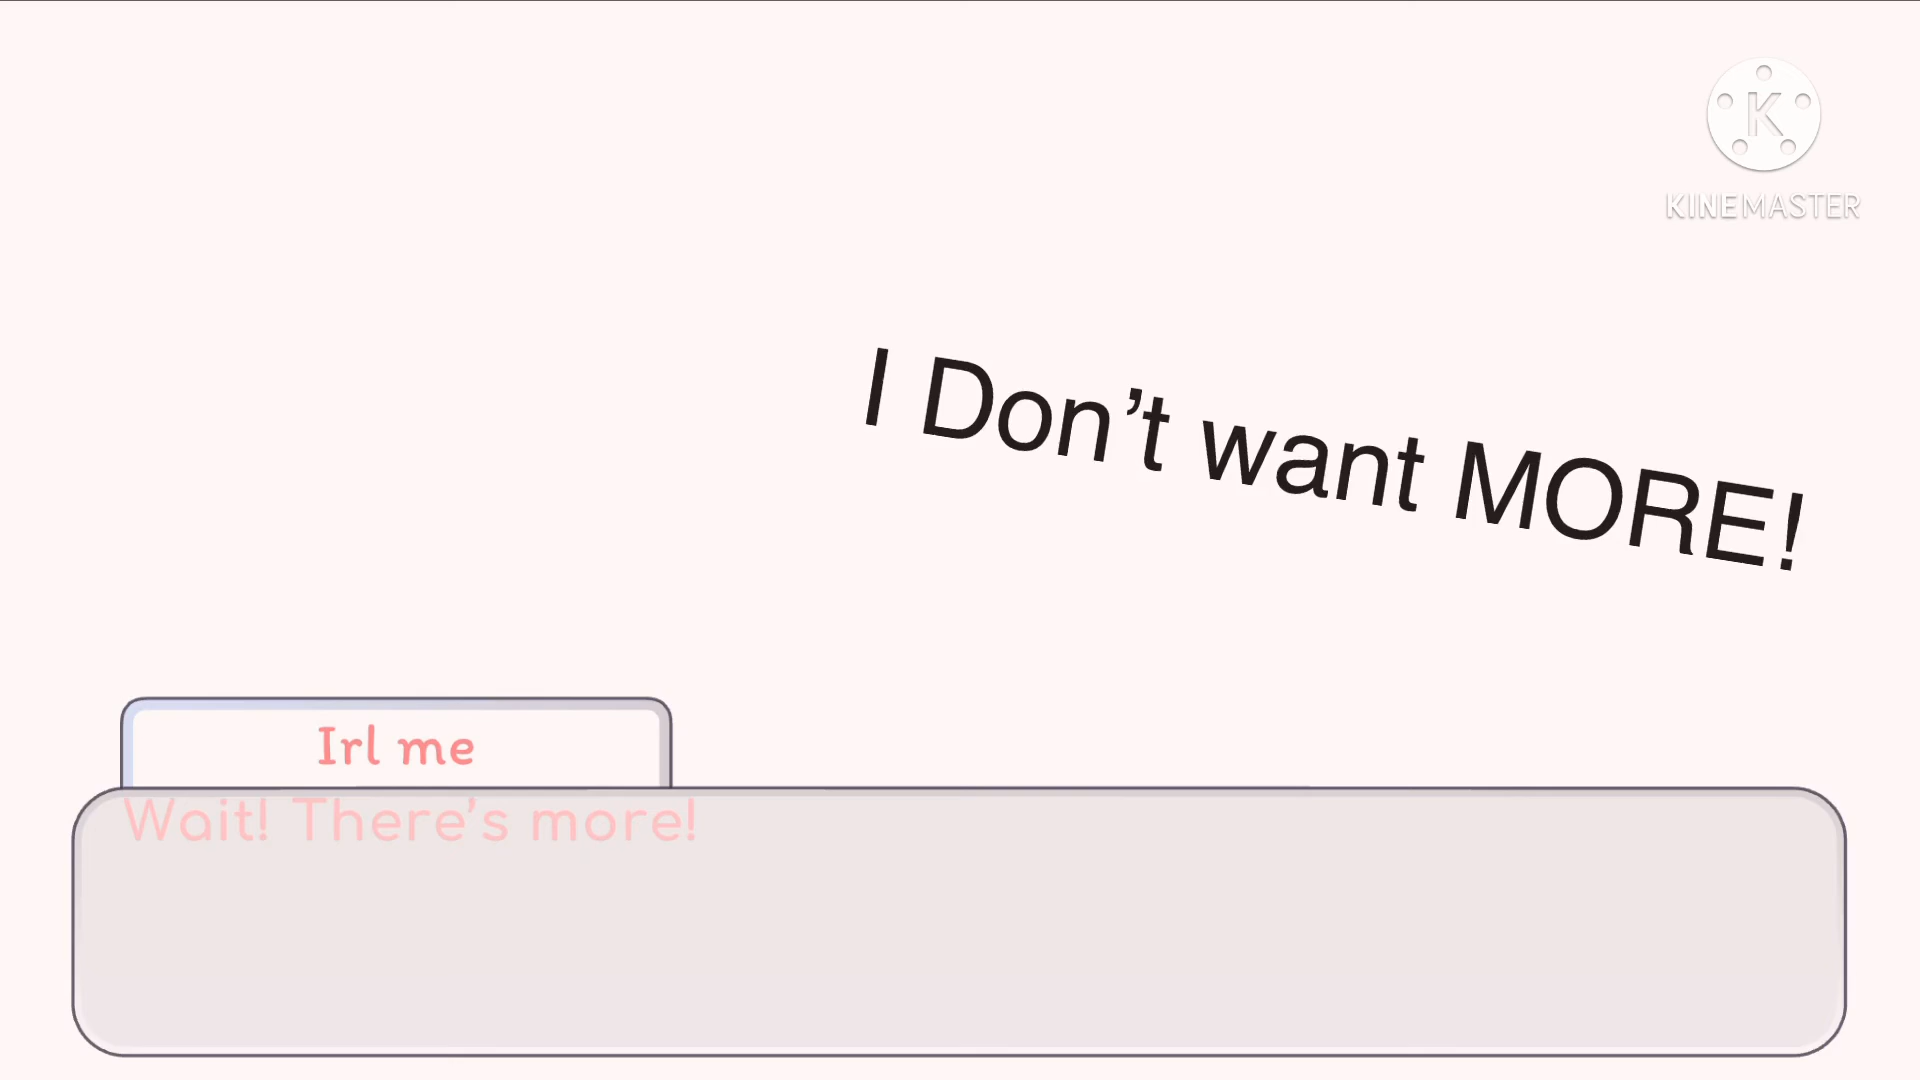 K
KINEMASTER
I Don’t want MORE!
Irl me
Wait! There’s more!